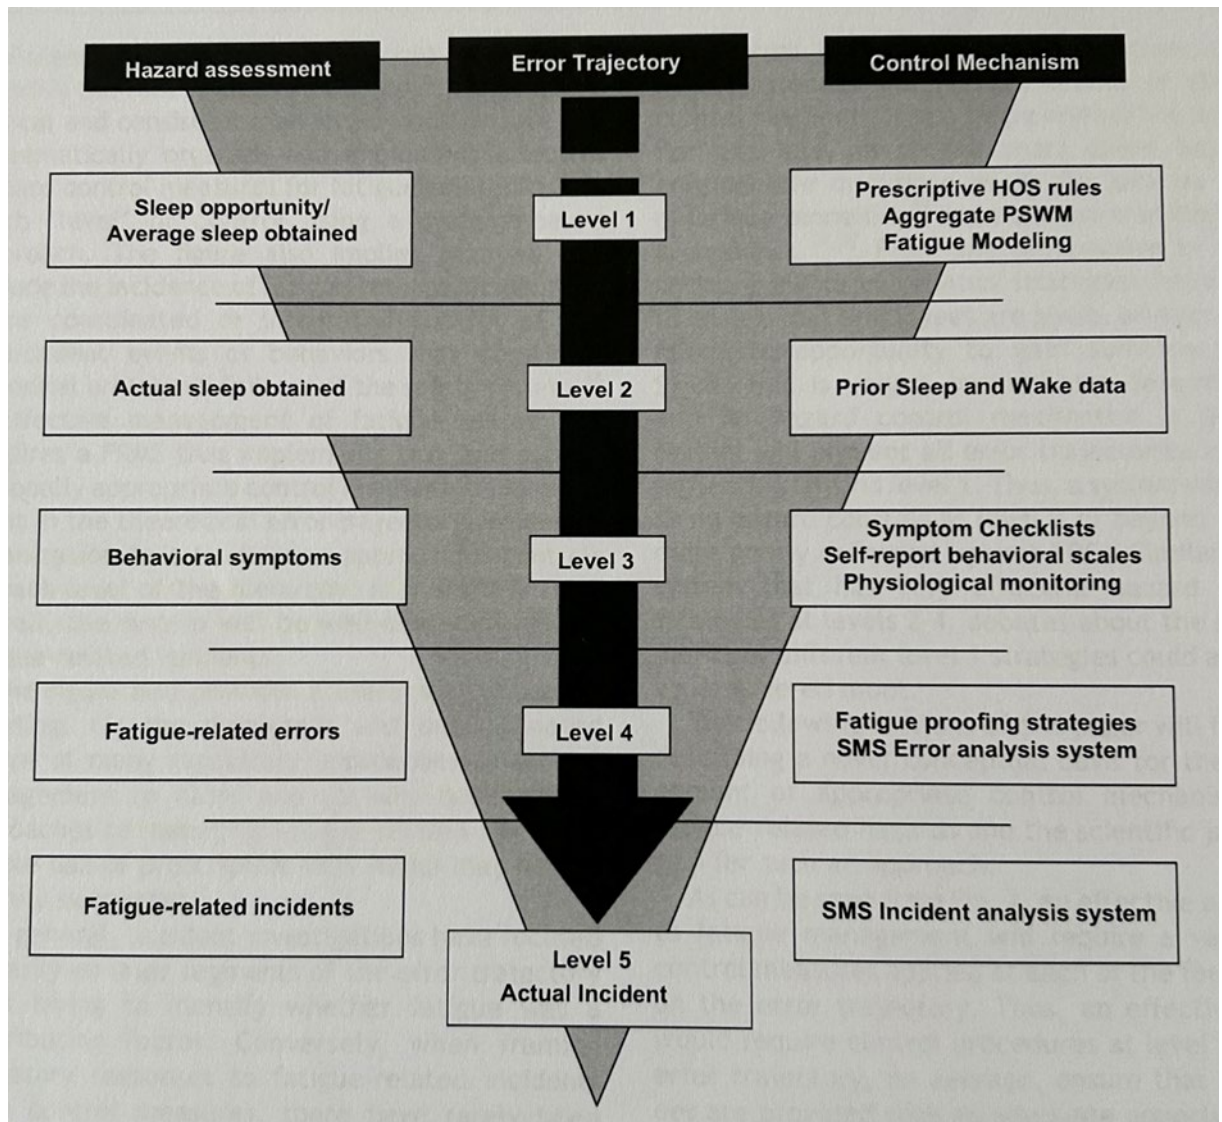 Hazard assessment
Error Trajectory
Control Mechanism
Sleep opportunity/
Average sleep obtained
Level 1
Prescriptive HOS rules
Aggregate PSWM
Fatigue Modeling
Actual sleep obtained
Level 2
Prior Sleep and Wake data
Behavioral symptoms
Level 3
Symptom Checklists
Self-report behavioral scales
Physiological monitoring
Fatigue-related errors
Level 4
Fatigue proofing strategies
SMS Error analysis system
Fatigue-related incidents
Level 5
Actual Incident
SMS Incident analysis system